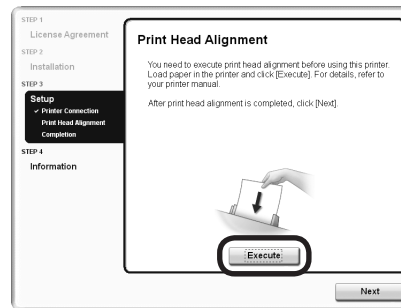 STEP 1
License Agreement
STEP 2
Installation
STEP 3
Setup
✓ Printer Connection
Print Head Alignment
Completion
STEP 4
Information
Print Head Alignment
You need to execute print head alignment before using this printer.
Load paper in the printer and click [Execute]. For details, refer to
your printer manual.
After print head alignment is completed, click [Next].
Execute
Next